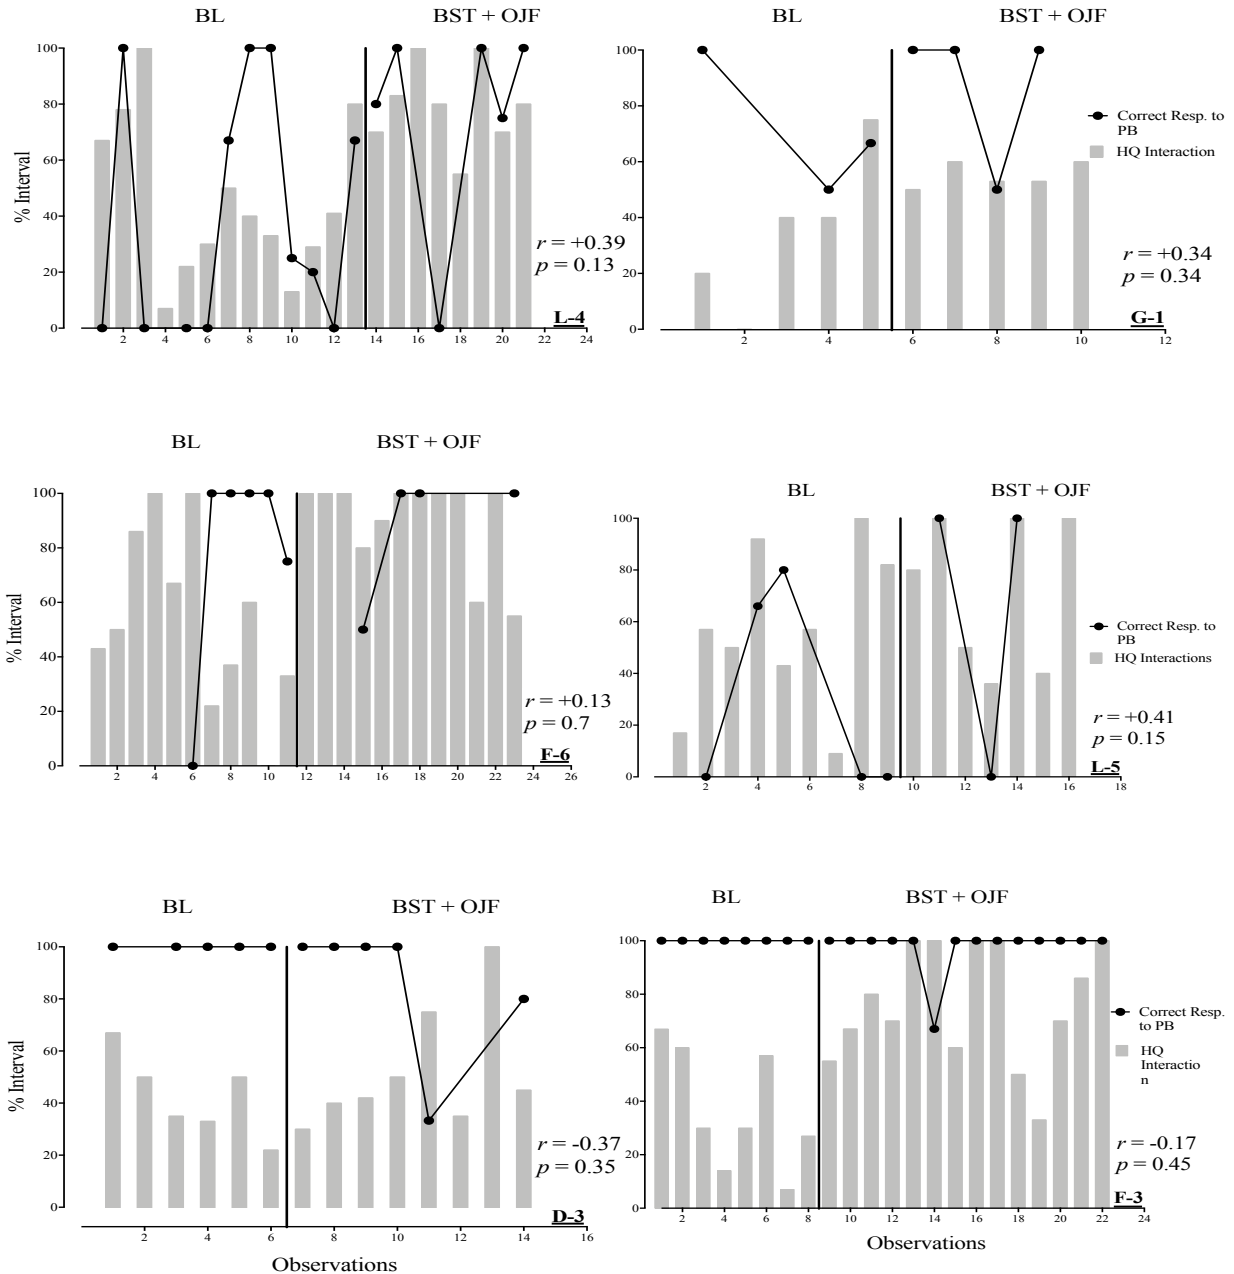 BL
BST + OJF
100
80
60
40
20
0
% Interval
2
4
6
8
10
12
14
16
18
20
22
24
r = +0.39
p = 0.13
L-4
BL
BST + OJF
100
80
60
40
20
0
2
4
6
8
10
12
Correct Resp. to
PB
HQ Interaction
r = +0.34
p = 0.34
G-1
BL
BST + OJF
100
80
60
40
20
0
% Interval
2
4
6
8
10
12
14
16
18
20
22
24
26
r = +0.13
p = 0.7
F-6
BL
BST + OJF
100
80
60
40
20
0
2
4
6
8
10
12
14
16
18
Correct Resp. to
PB
HQ Interactions
r = +0.41
p = 0.15
L-5
BL
BST + OJF
100
80
60
40
20
0
% Interval
2
4
6
8
10
12
14
16
r = -0.37
p = 0.35
D-3
Observations
BL
BST + OJF
100
80
60
40
20
0
2
4
6
8
10
12
14
16
18
20
22
24
Correct Resp.
to PB
HQ
Interactio
n
r = -0.17
p = 0.45
F-3
Observations